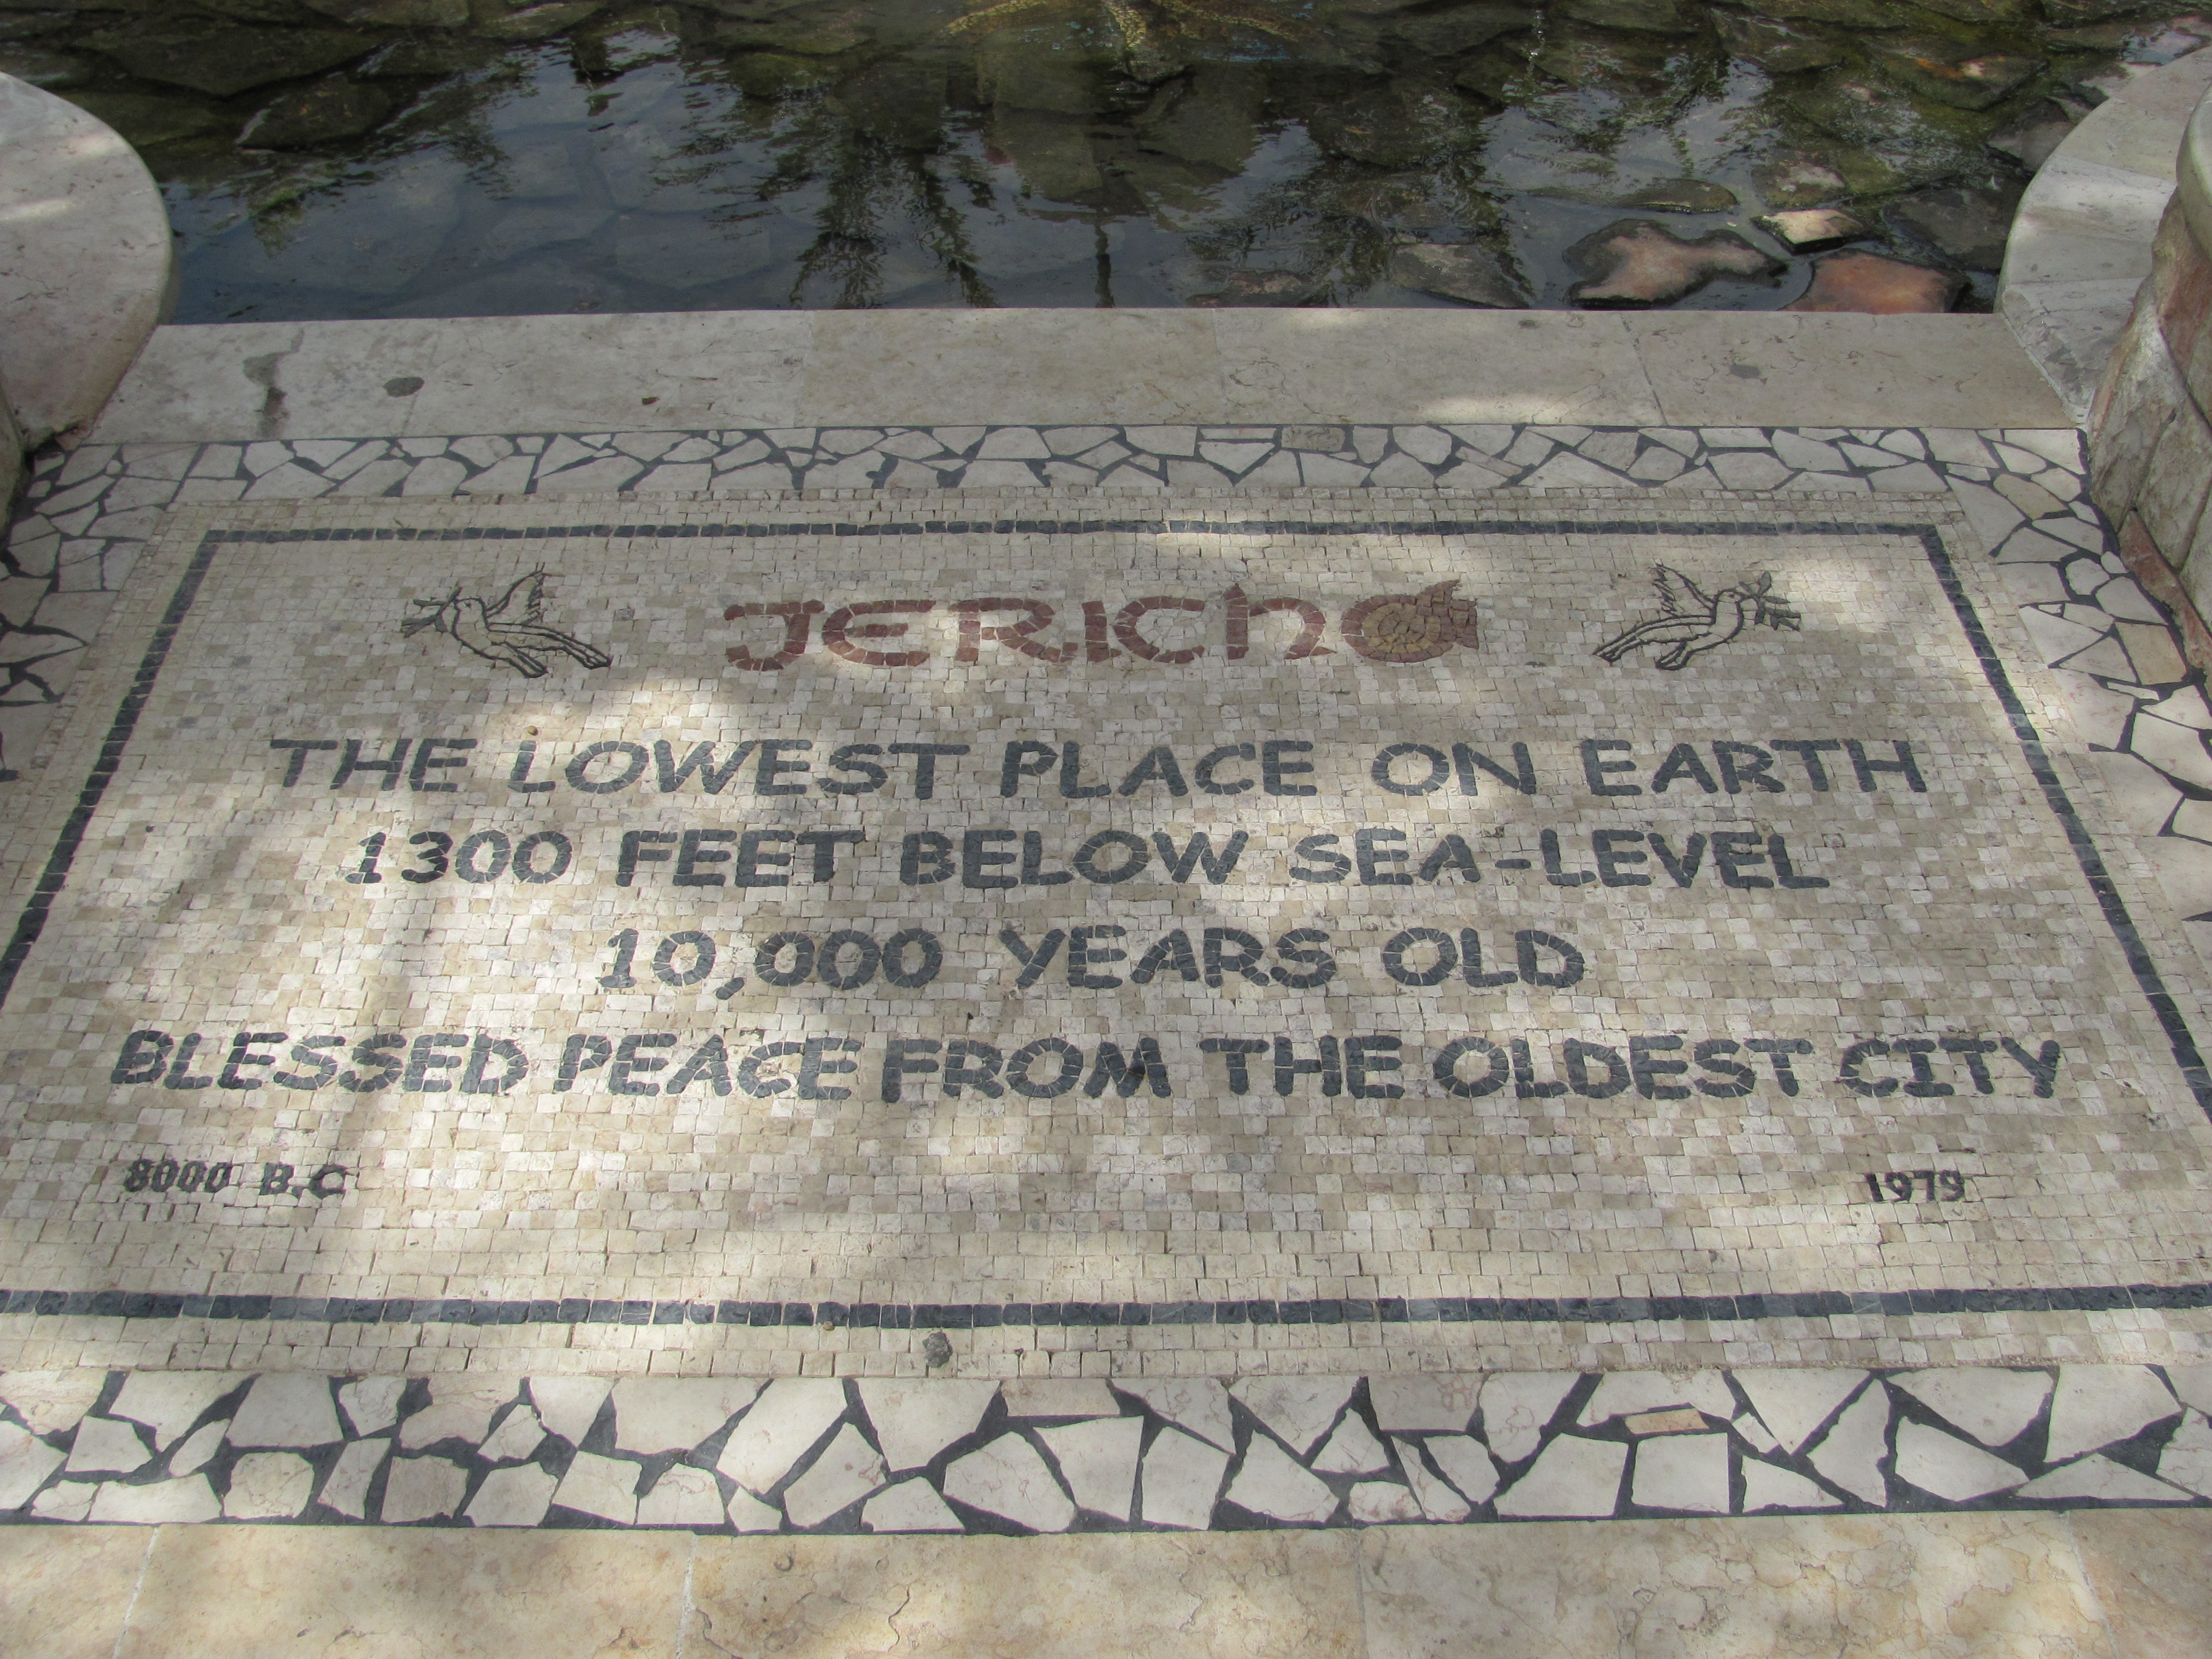 JERICHO
THE LOWEST PLACE ON EARTH
1300 FEET BELOW SEA-LEVEL
10,000 YEARS OLD
BLESSED PEACE FROM THE OLDEST CITY
8000 B.C
1979